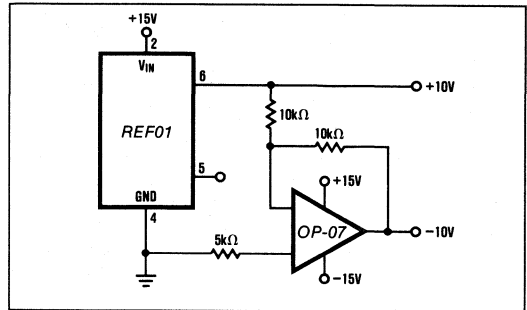 +15V
2
VIN
6
+10V
10kΩ
10kΩ
REF01
5
+15V
GND
OP-07
-10V
4
5kΩ
-15V